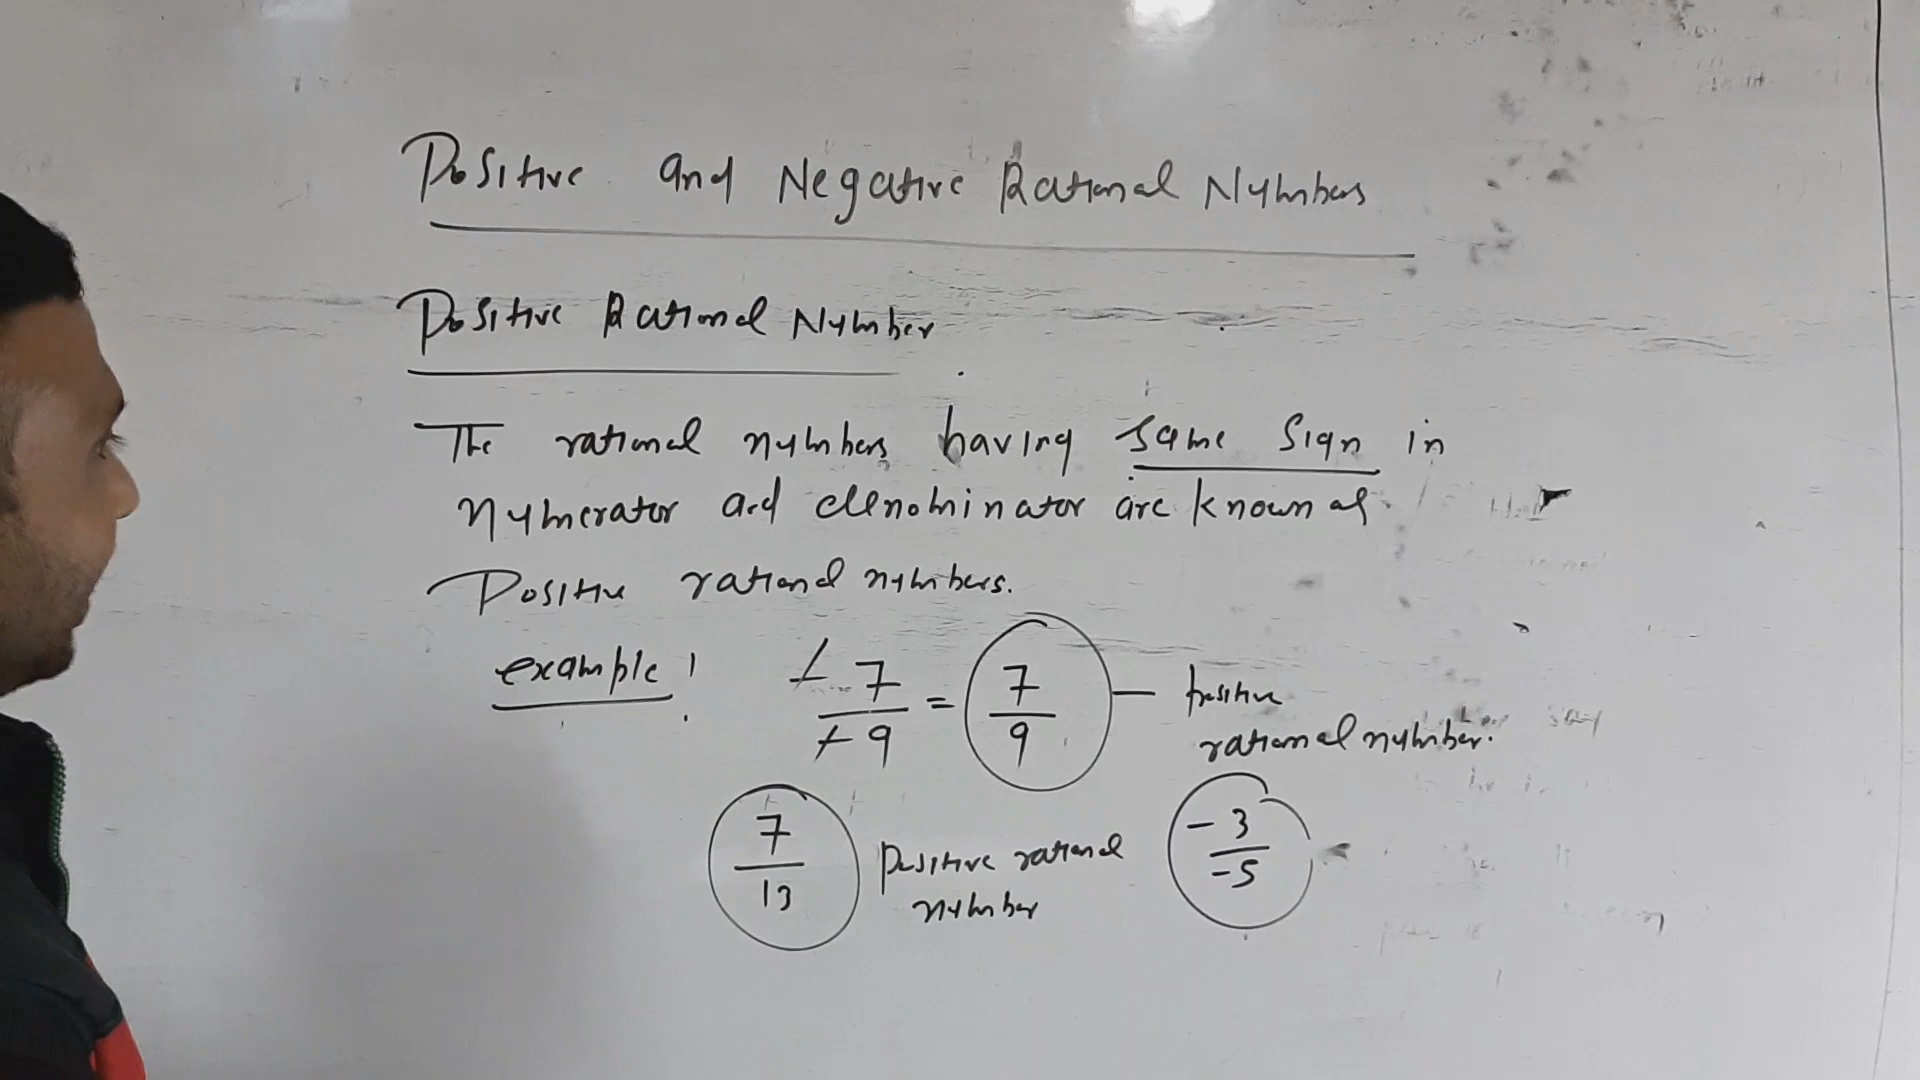 Positive and Negative Rational Numbers
Positive Rational Number
The rational numbers having same sign in
numerator and denominator are known as
Positive rational numbers.
example: -7/-9 = 7/9 — positive
rational number.
7/13 positive rational -3/-5
number